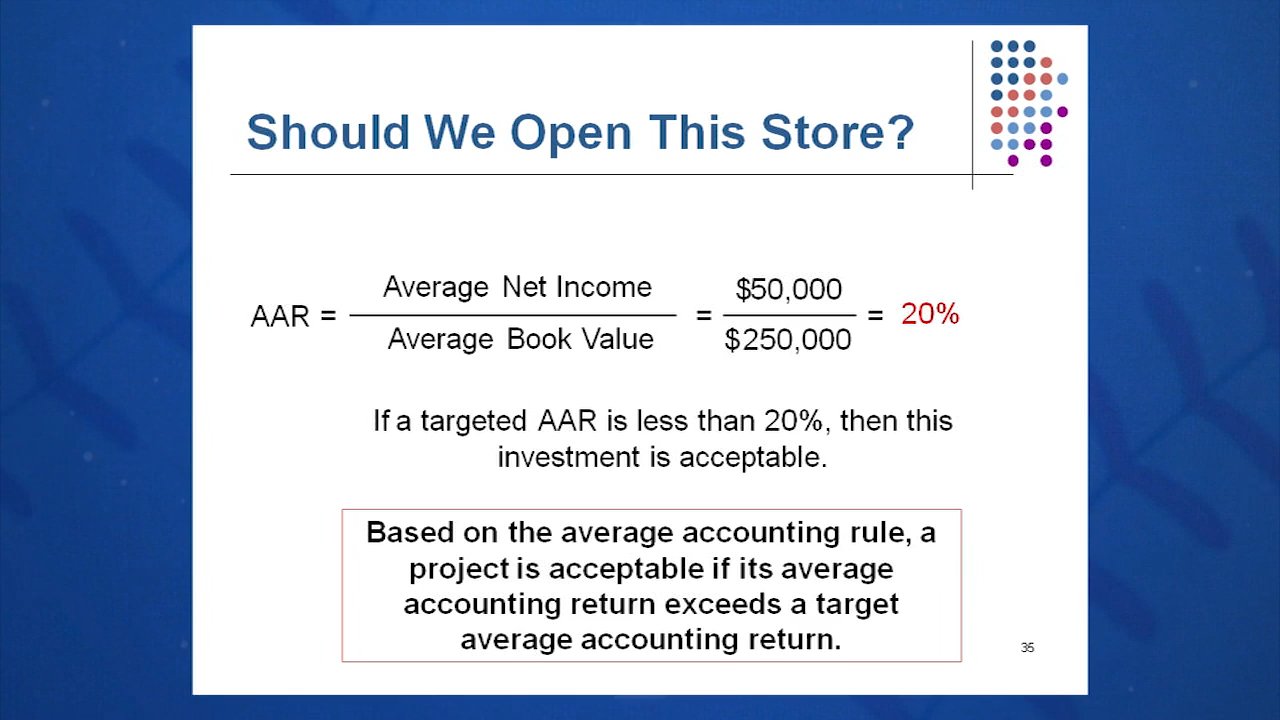 Should We Open This Store?
AAR = Average Net Income / Average Book Value = $50,000 / $250,000 = 20%
If a targeted AAR is less than 20%, then this
investment is acceptable.
Based on the average accounting rule, a
project is acceptable if its average
accounting return exceeds a target
average accounting return.
35